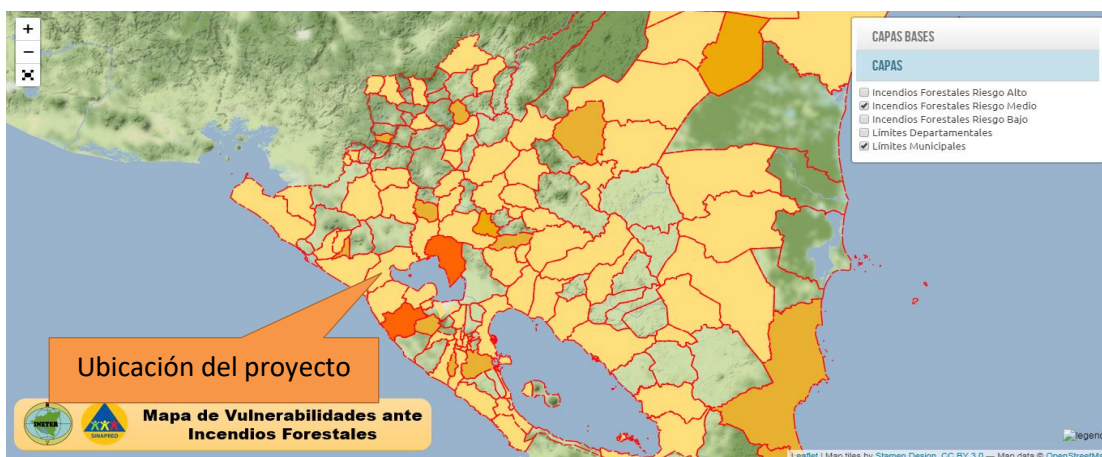 +
−
CAPAS BASES
CAPAS
Incendios Forestales Riesgo Alto
Incendios Forestales Riesgo Medio
Incendios Forestales Riesgo Bajo
Límites Departamentales
Límites Municipales
Ubicación del proyecto
INETER
SINAPRED
Mapa de Vulnerabilidades ante
Incendios Forestales
legend
Leaflet | Map tiles by Stamen Design, CC BY 3.0 — Map data © OpenStreetMa